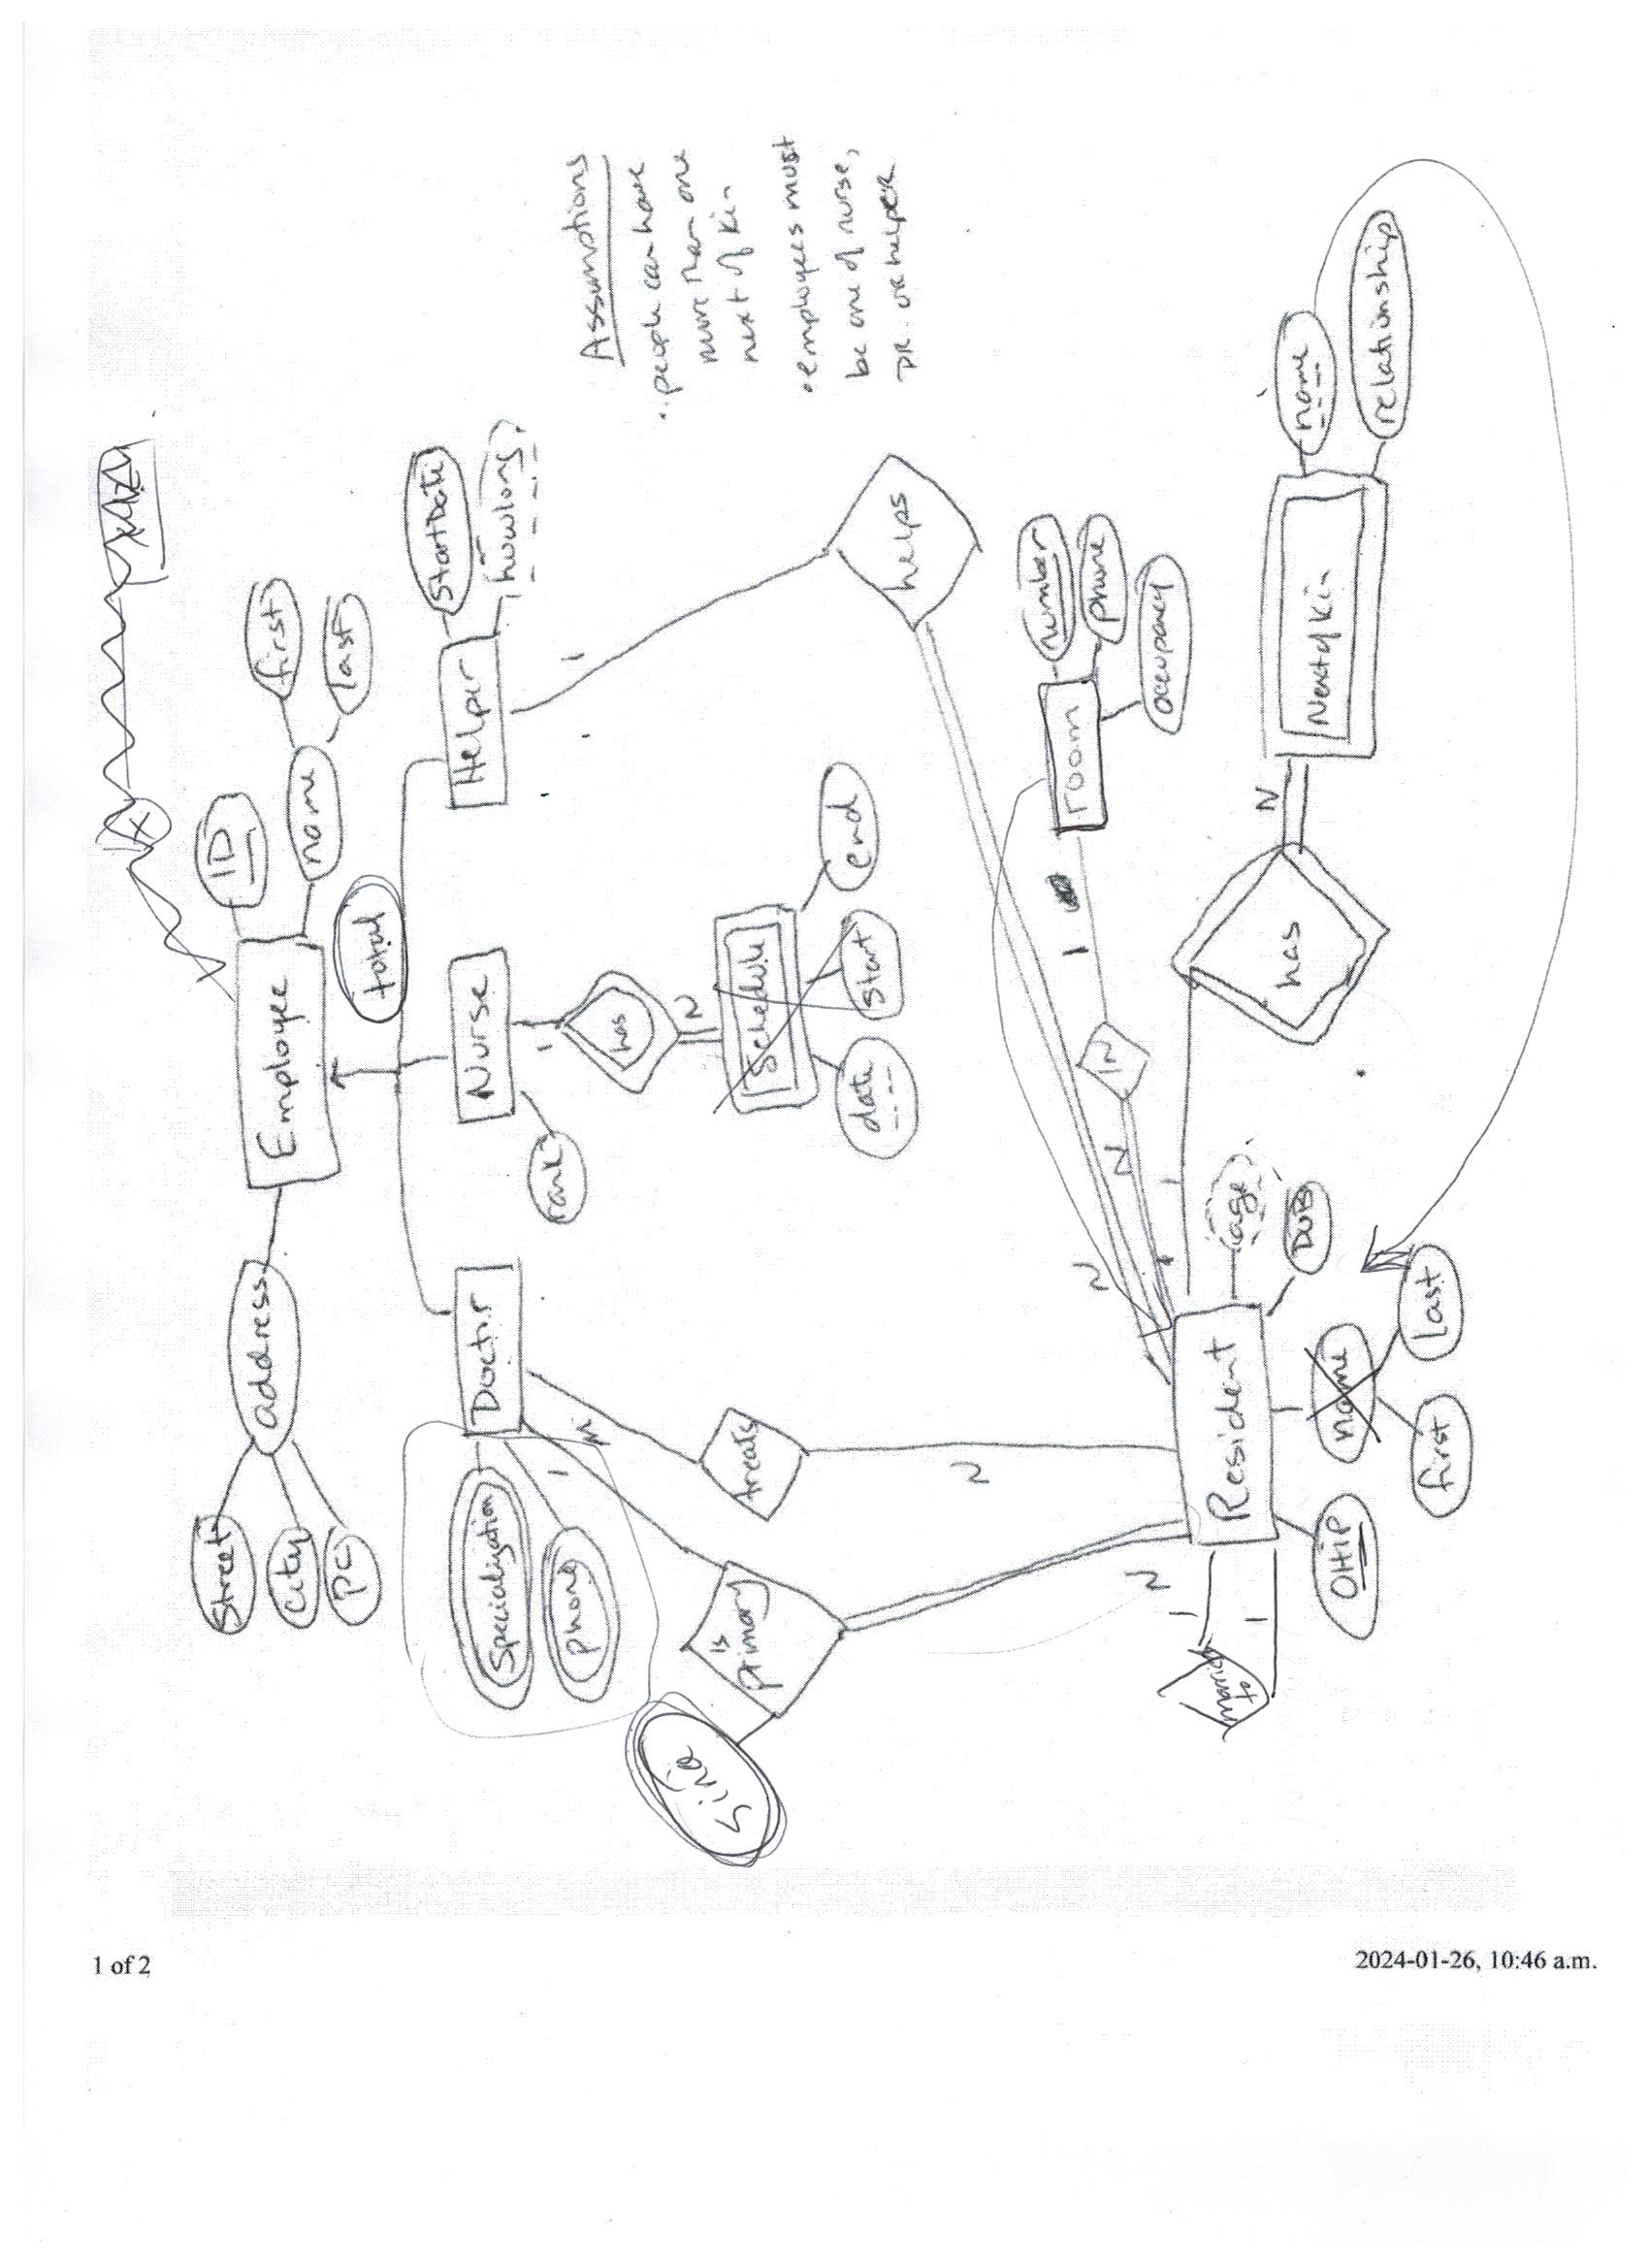 1 of 2
Street
City
PC
address
Employee
ID
name
first
last
total
Specialization
phone
Doctor
Nurse
Helper
StartDate
howlong
rank
1
M
1
has
N
1
Since
is
primary
treats
Schedule
date
Start
end
helps
Assumptions
• people can have
more than one
next of kin
• employees must
be one of nurse,
DR. or helper
N
N
N
N
IN
1
room
number
phone
occupancy
married
to
1
1
Resident
age
DOB
OHIP
name
first
last
1
has
N
Next of Kin
name
relationship
2024-01-26, 10:46 a.m.